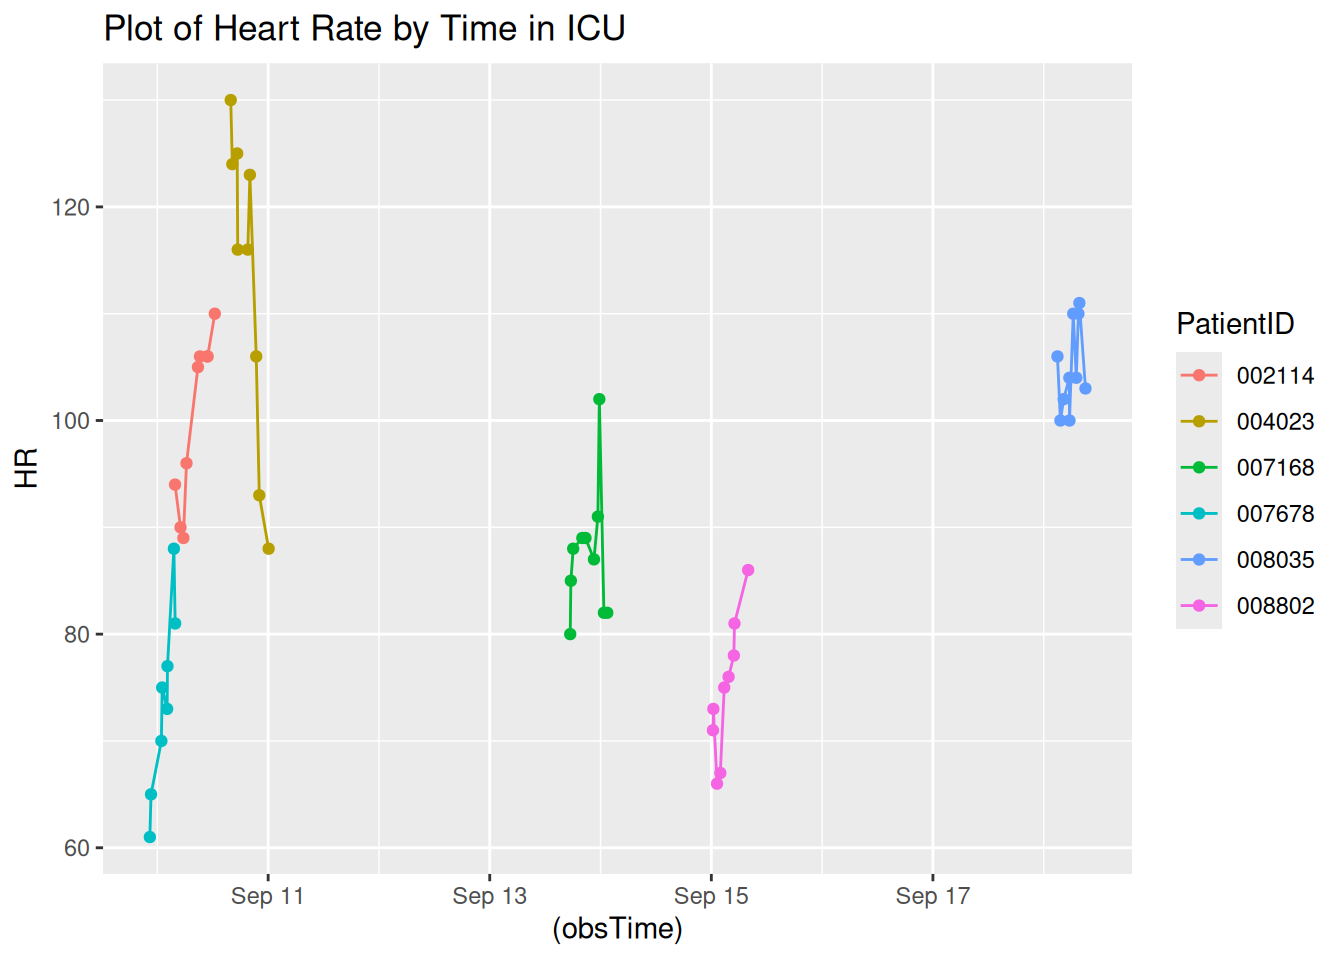 Plot of Heart Rate by Time in ICU
HR
120
100
80
60
Sep 11
Sep 13
Sep 15
Sep 17
(obsTime)
PatientID
002114
004023
007168
007678
008035
008802